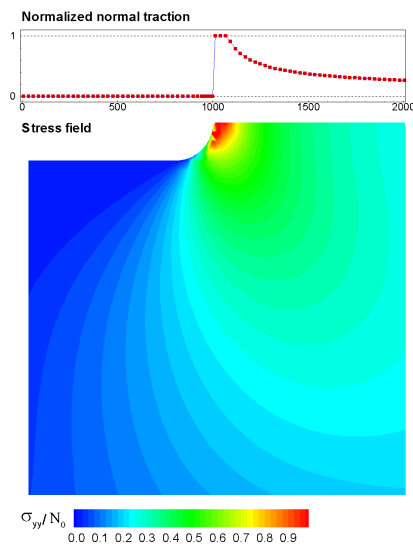 Normalized normal traction
1
0
0 500 1000 1500 2000
Stress field
σyy/N0
0.0 0.1 0.2 0.3 0.4 0.5 0.6 0.7 0.8 0.9